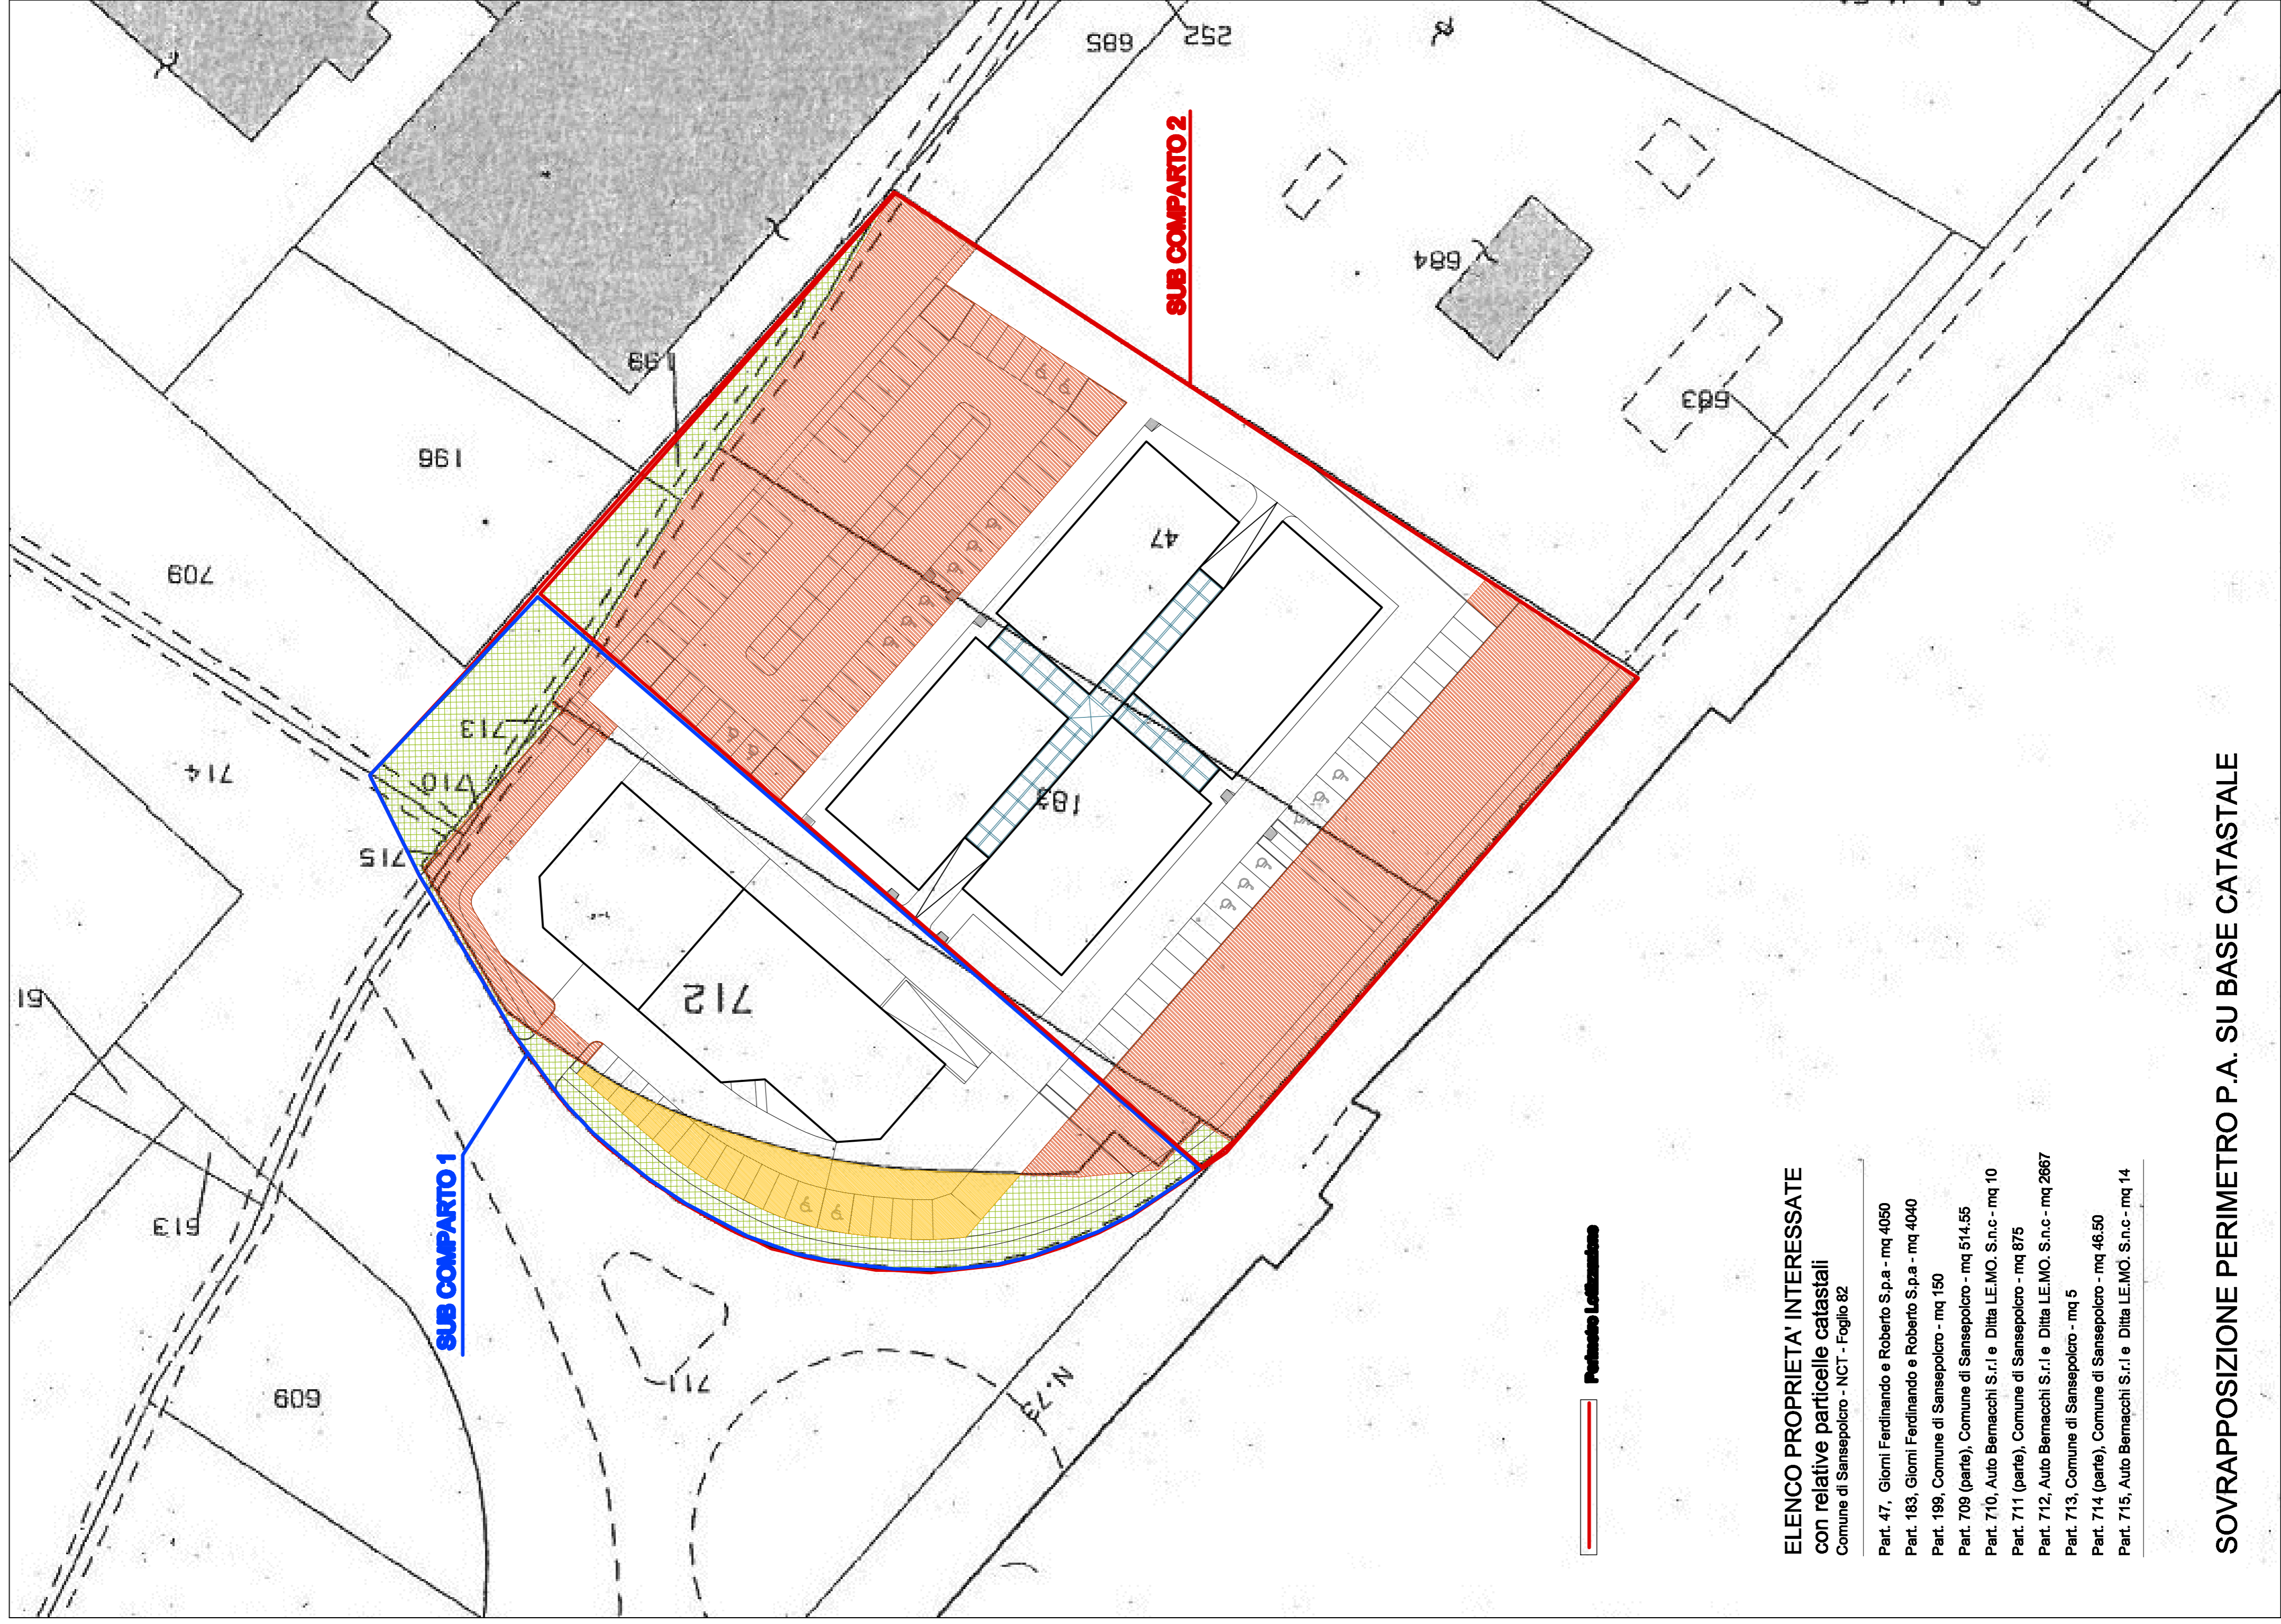 SOVRAPPOSIZIONE PERIMETRO P.A. SU BASE CATASTALE
ELENCO PROPRIETA' INTERESSATE
con relative particelle catastali
Comune di Sansepolcro - NCT - Foglio 82
Part. 47, Giorni Ferdinando e Roberto S.p.a - mq 4050
Part. 183, Giorni Ferdinando e Roberto S.p.a - mq 4040
Part. 199, Comune di Sansepolcro - mq 150
Part. 709 (parte), Comune di Sansepolcro - mq 514.55
Part. 710, Auto Bernacchi S.r.l e Ditta LE.MO. S.n.c - mq 10
Part. 711 (parte), Comune di Sansepolcro - mq 875
Part. 712, Auto Bernacchi S.r.l e Ditta LE.MO. S.n.c - mq 2667
Part. 713, Comune di Sansepolcro - mq 5
Part. 714 (parte), Comune di Sansepolcro - mq 46.50
Part. 715, Auto Bernacchi S.r.l e Ditta LE.MO. S.n.c - mq 14
Perimetro Lottizzazione
SUB COMPARTO 1
SUB COMPARTO 2
685
252
684
683
199
196
709
714
713
710
715
47
183
712
51
513
609
711
N.73